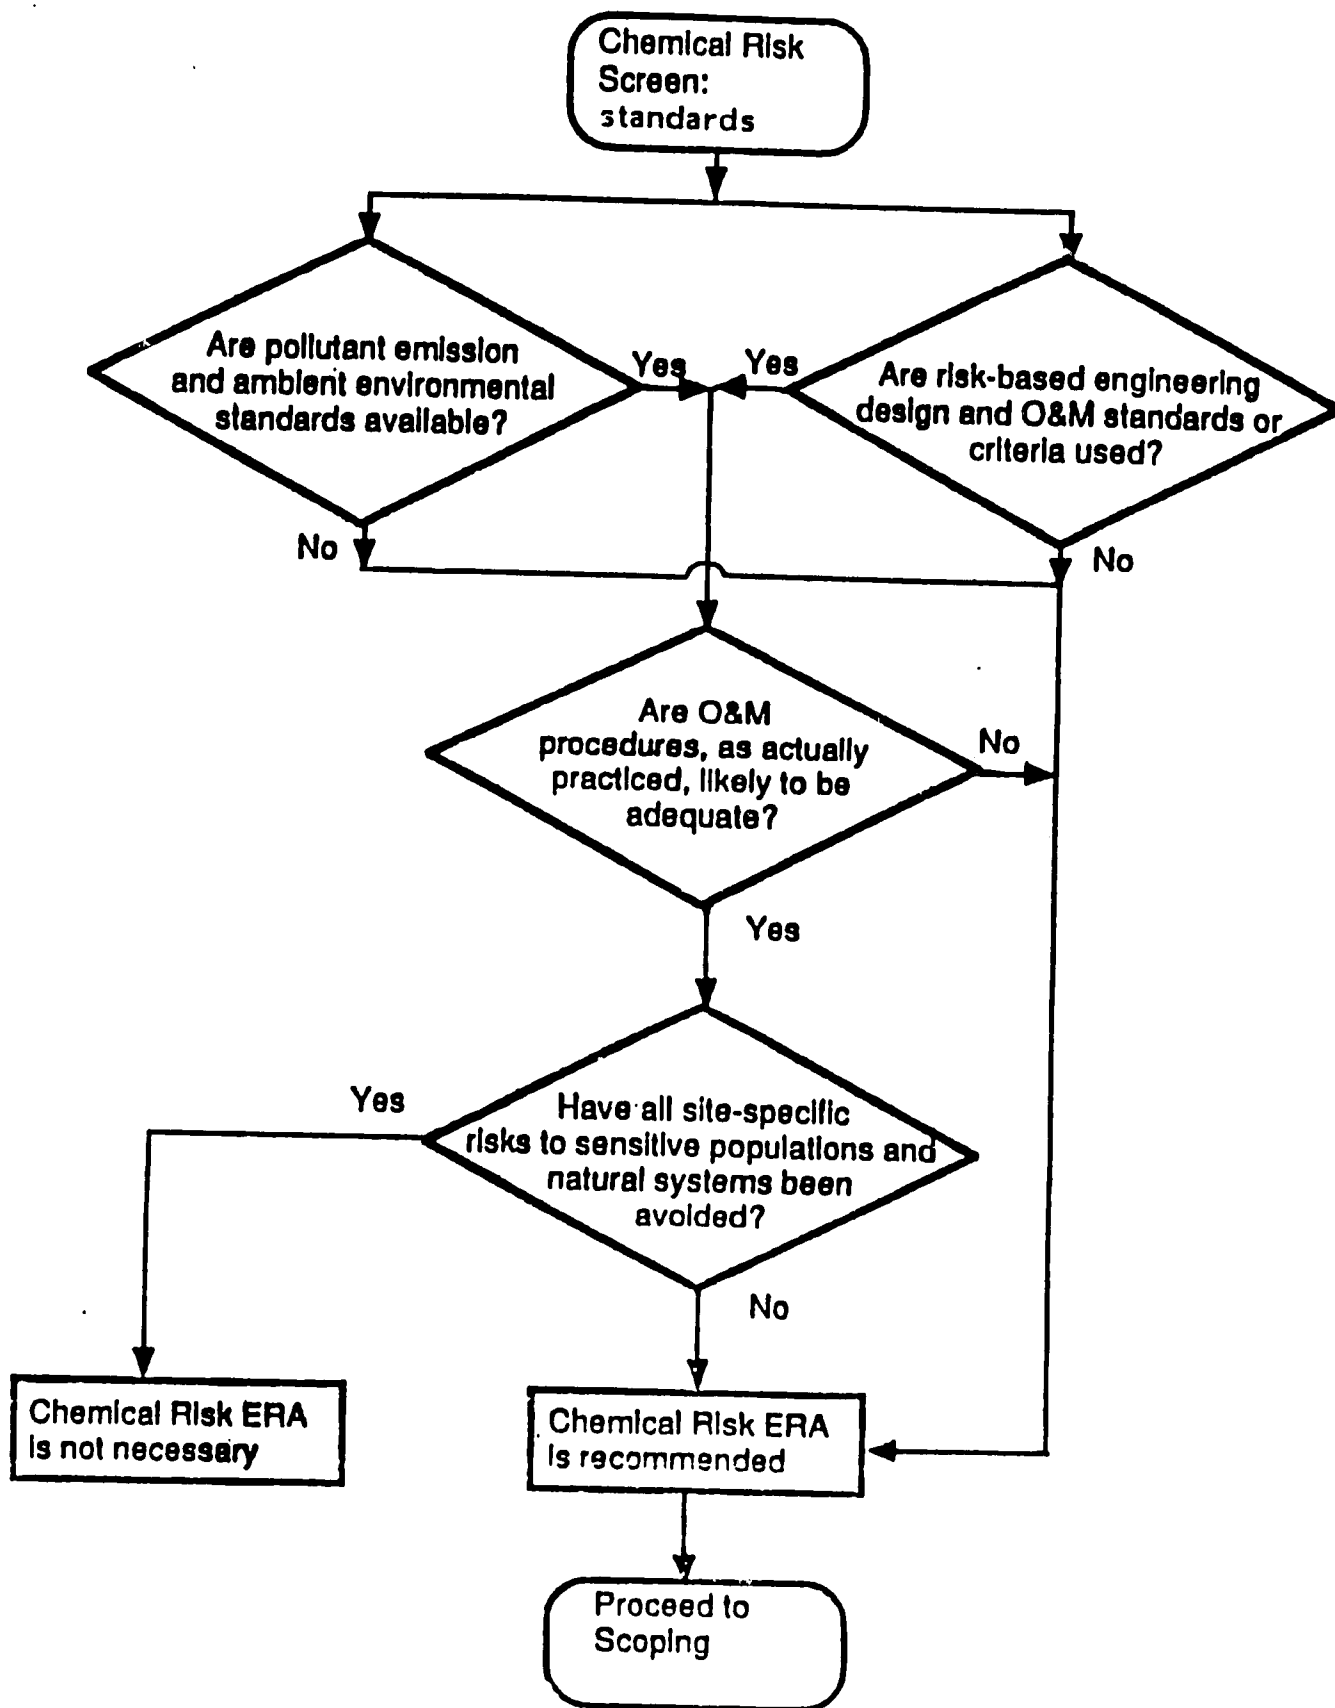 Chemical Risk
Screen:
standards
Are pollutant emission
and ambient environmental
standards available?
Yes
Yes
Are risk-based engineering
design and O&M standards or
criteria used?
No
No
Are O&M
procedures, as actually
practiced, likely to be
adequate?
No
Yes
Have all site-specific
risks to sensitive populations and
natural systems been
avoided?
Yes
No
Chemical Risk ERA
is not necessary
Chemical Risk ERA
is recommended
Proceed to
Scoping